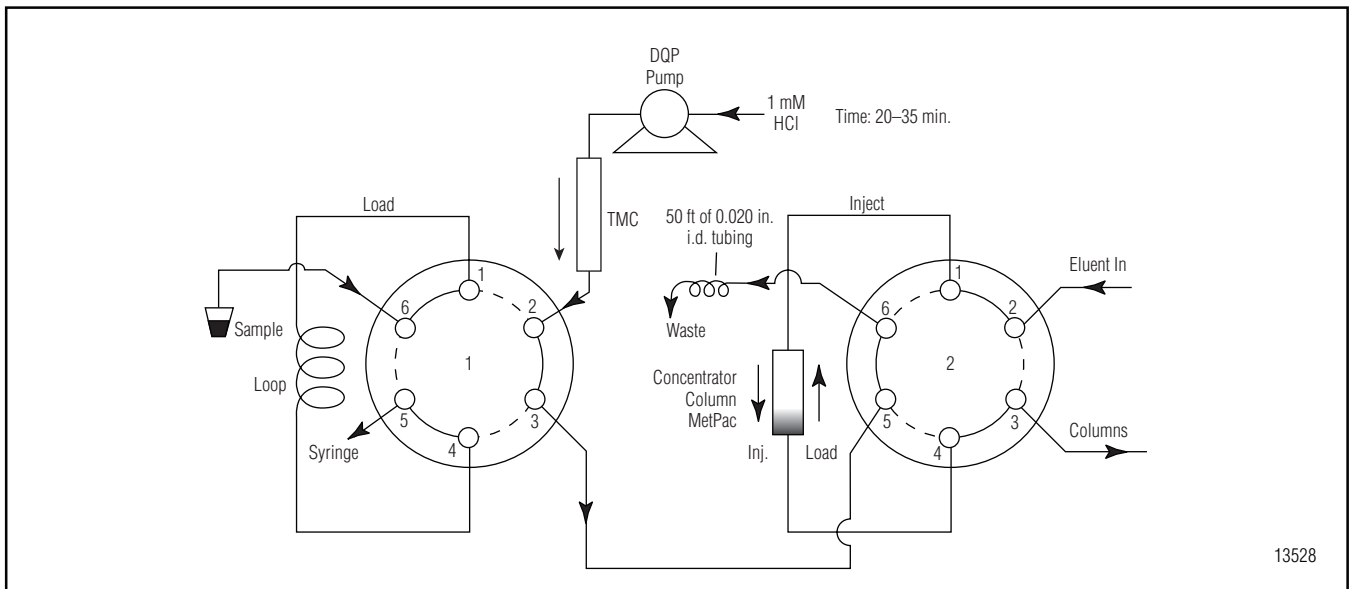 DQP
Pump
1 mM
HCl
Time: 20–35 min.
Load
TMC
50 ft of 0.020 in.
i.d. tubing
Inject
Eluent In
1
2
6
Sample
Loop
1
5
4
3
Syringe
Waste
Concentrator
Column
MetPac
Inj.
Load
1
2
6
2
5
4
3
Columns
13528